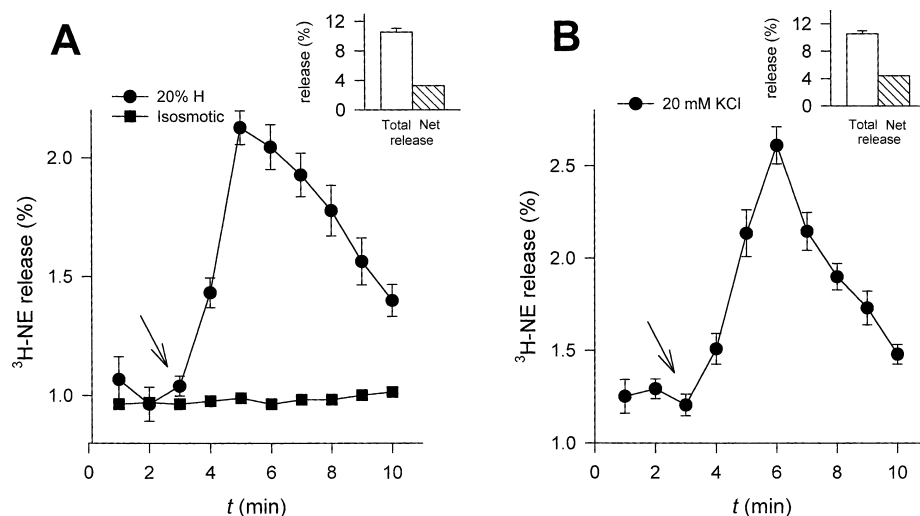 A
release (%)
12
8
4
0
Total Net
release
20% H
Isosmotic
³H-NE release (%)
2.0
1.5
1.0
0 2 4 6 8 10
t (min)
B
release (%)
12
8
4
0
Total Net
release
20 mM KCl
³H-NE release (%)
2.5
2.0
1.5
1.0
0 2 4 6 8 10
t (min)